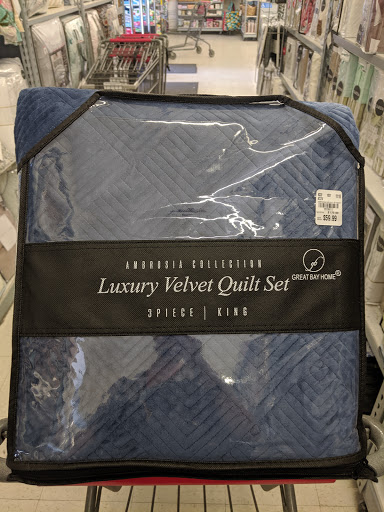 AMBROSIA COLLECTION
Luxury Velvet Quilt Set
GREAT BAY HOME®
3PIECE | KING
$59.99